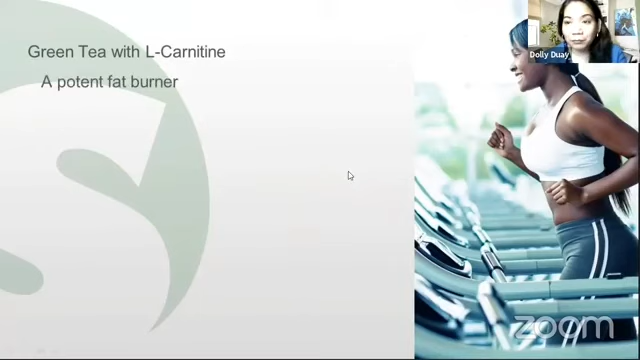 Green Tea with L-Carnitine
A potent fat burner
Dolly Duay
zoom